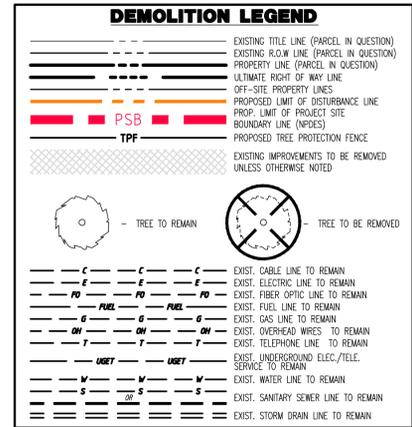 DEMOLITION LEGEND
EXISTING TITLE LINE (PARCEL IN QUESTION)
EXISTING R.O.W LINE (PARCEL IN QUESTION)
PROPERTY LINE (PARCEL IN QUESTION)
ULTIMATE RIGHT OF WAY LINE
OFF-SITE PROPERTY LINES
PROPOSED LIMIT OF DISTURBANCE LINE
PSB PROP. LIMIT OF PROJECT SITE
BOUNDARY LINE (NPDES)
TPF PROPOSED TREE PROTECTION FENCE
EXISTING IMPROVEMENTS TO BE REMOVED
UNLESS OTHERWISE NOTED
- TREE TO REMAIN - TREE TO BE REMOVED
C C C EXIST. CABLE LINE TO REMAIN
E E E EXIST. ELECTRIC LINE TO REMAIN
FO FO FO EXIST. FIBER OPTIC LINE TO REMAIN
FUEL FUEL EXIST. FUEL LINE TO REMAIN
G G G EXIST. GAS LINE TO REMAIN
OH OH OH EXIST. OVERHEAD WIRES TO REMAIN
T T T EXIST. TELEPHONE LINE TO REMAIN
UGET UGET EXIST. UNDERGROUND ELEC./TELE.
SERVICE TO REMAIN
W W W EXIST. WATER LINE TO REMAIN
S S S
OR EXIST. SANITARY SEWER LINE TO REMAIN
EXIST. STORM DRAIN LINE TO REMAIN